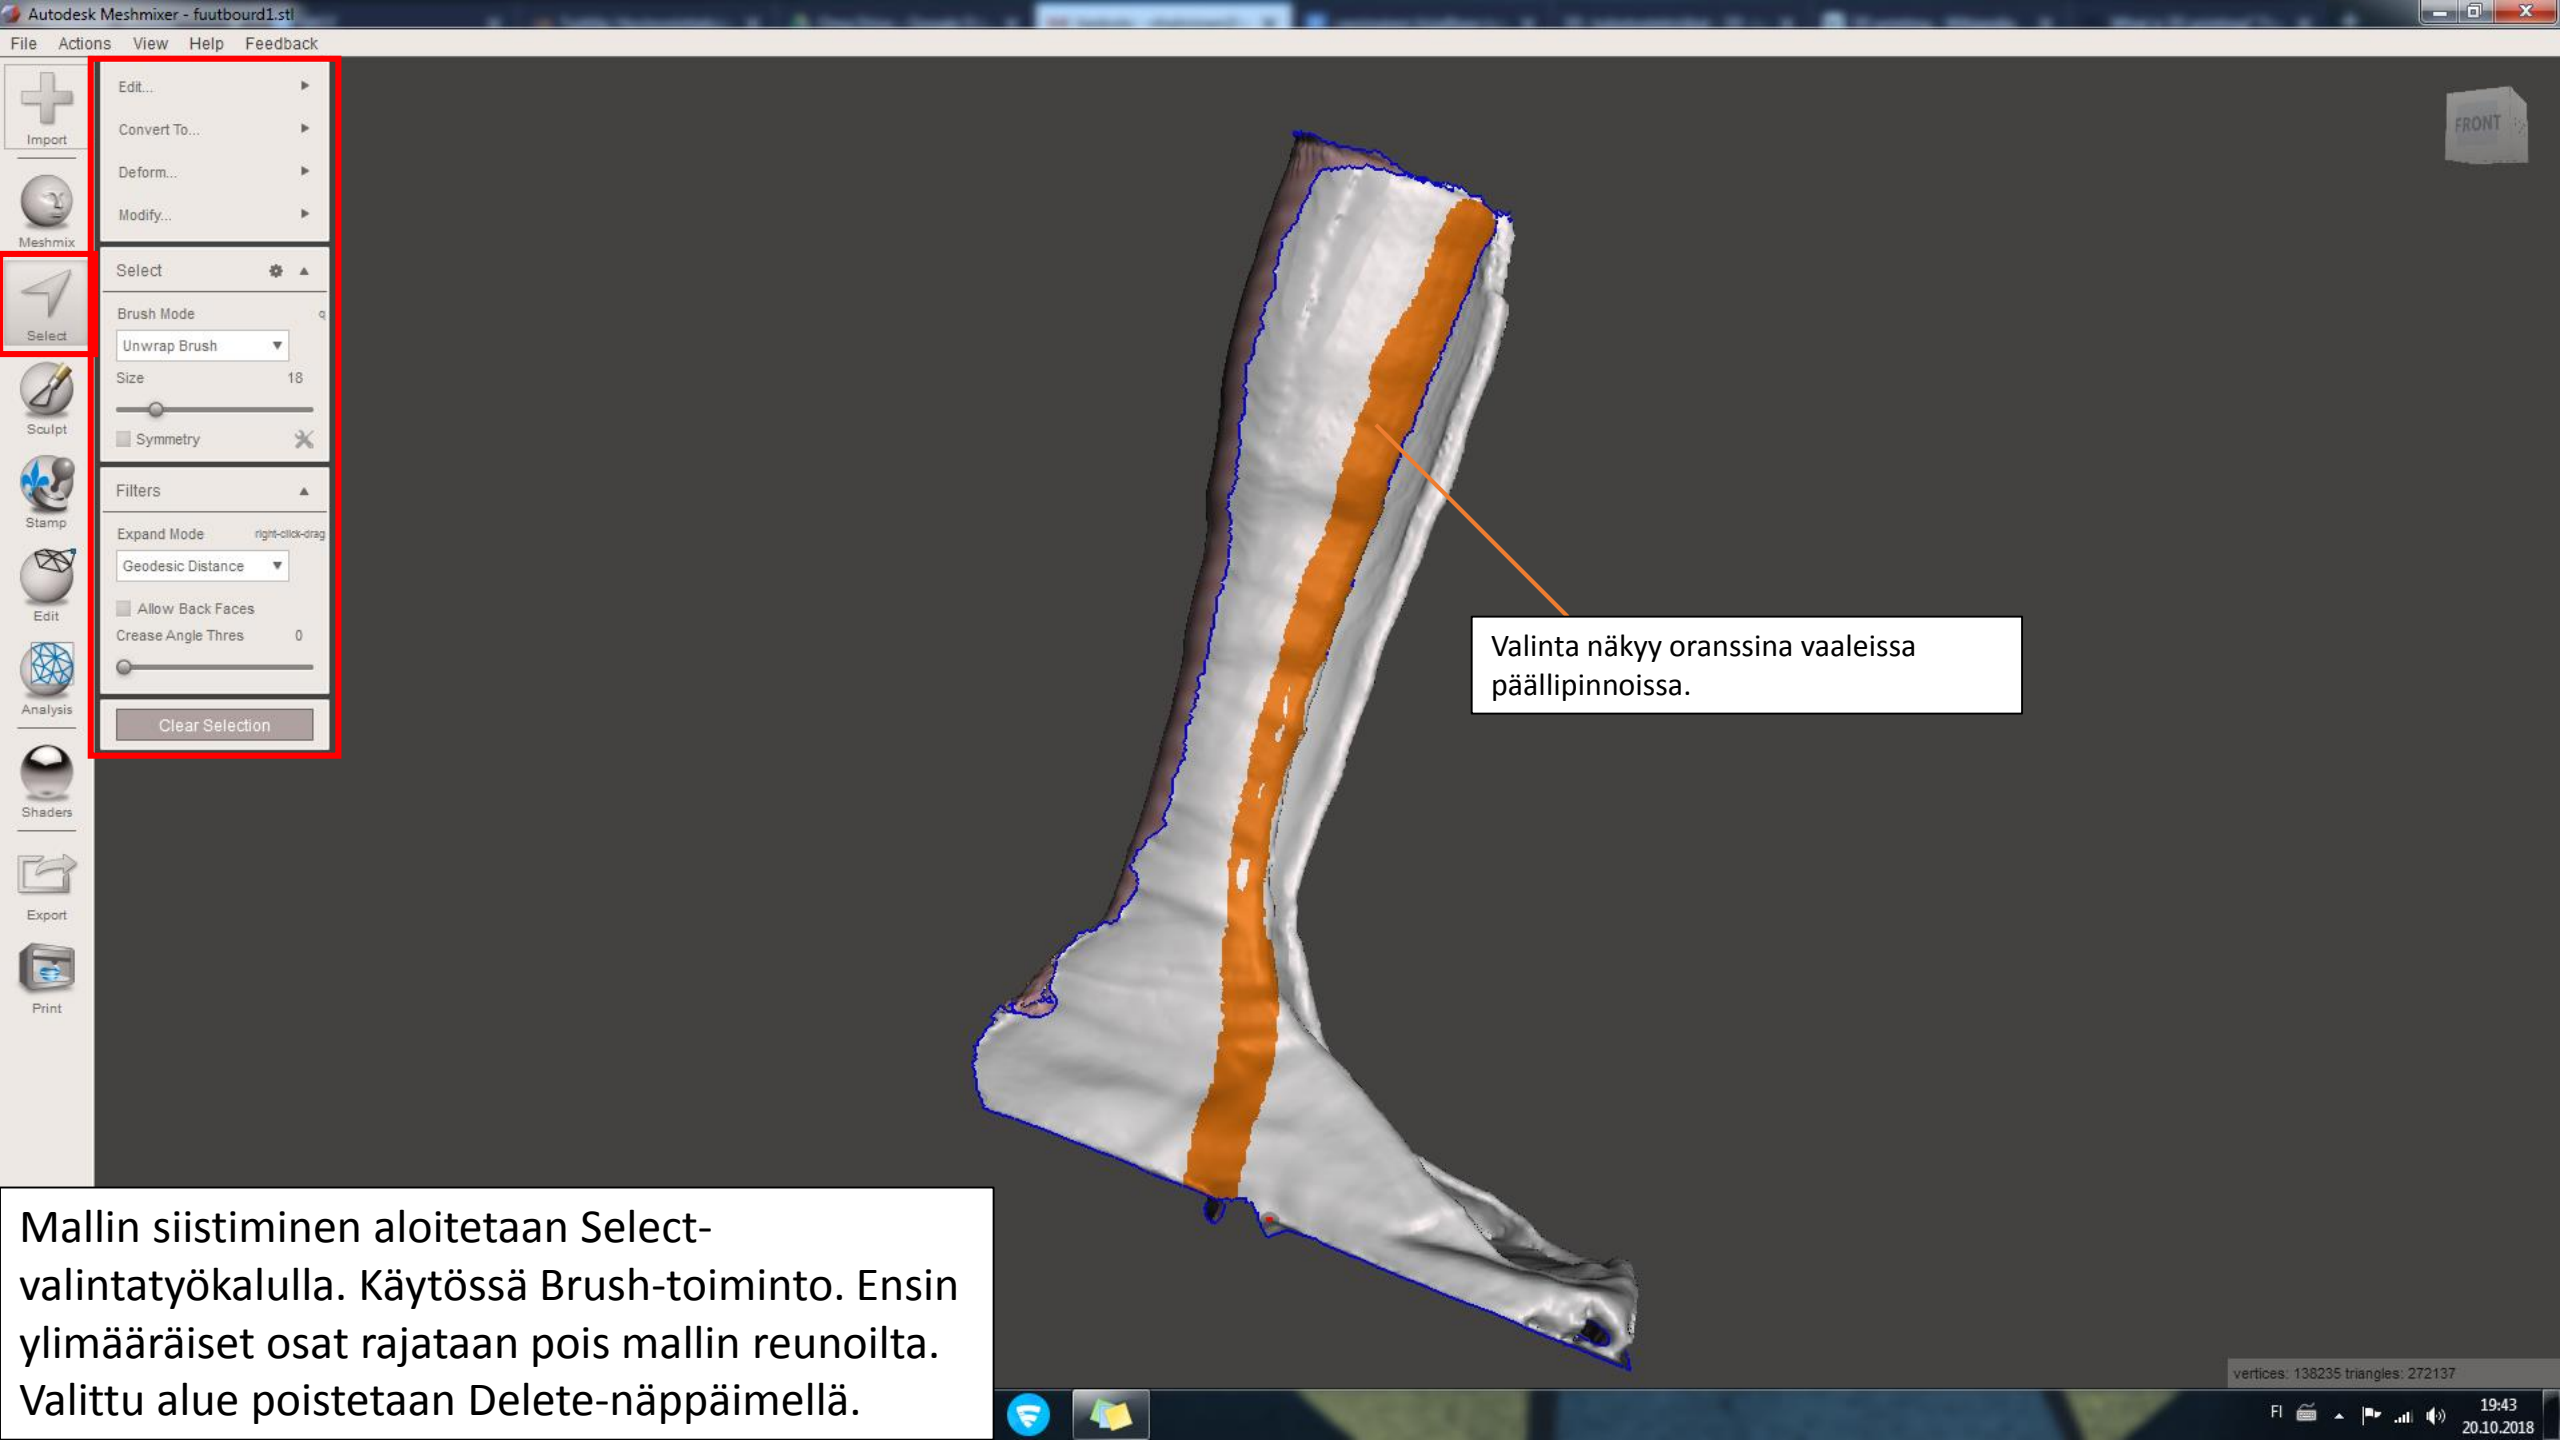 Autodesk Meshmixer - fuutbourd1.stl
File Actions View Help Feedback
Import
Meshmix
Select
Sculpt
Stamp
Edit
Analysis
Shaders
Export
Print
Edit...
Convert To...
Deform...
Modify...
Select
Brush Mode q
Unwrap Brush
Size 18
Symmetry
Filters
Expand Mode right-click-drag
Geodesic Distance
Allow Back Faces
Crease Angle Thres 0
Clear Selection
FRONT
Valinta näkyy oranssina vaaleissa
päällipinnoissa.
Mallin siistiminen aloitetaan Select-
valintatyökalulla. Käytössä Brush-toiminto. Ensin
ylimääräiset osat rajataan pois mallin reunoilta.
Valittu alue poistetaan Delete-näppäimellä.
vertices: 138235 triangles: 272137
FI
19:43
20.10.2018